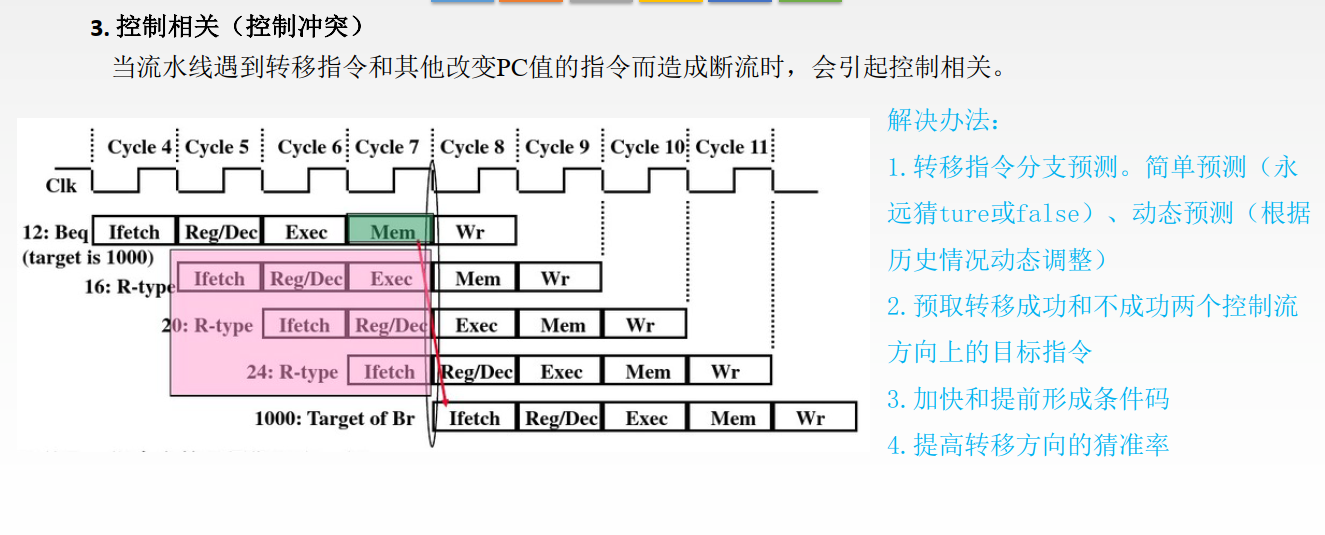 3. 控制相关（控制冲突）
当流水线遇到转移指令和其他改变PC值的指令而造成断流时，会引起控制相关。
Cycle 4 Cycle 5 Cycle 6 Cycle 7 Cycle 8 Cycle 9 Cycle 10 Cycle 11
Clk
12: Beq Ifetch Reg/Dec Exec Mem Wr
(target is 1000)
16: R-type Ifetch Reg/Dec Exec Mem Wr
20: R-type Ifetch Reg/Dec Exec Mem Wr
24: R-type Ifetch Reg/Dec Exec Mem Wr
1000: Target of Br Ifetch Reg/Dec Exec Mem Wr
解决办法：
1.转移指令分支预测。简单预测（永
远猜ture或false）、动态预测（根据
历史情况动态调整）
2.预取转移成功和不成功两个控制流
方向上的目标指令
3.加快和提前形成条件码
4.提高转移方向的猜准率